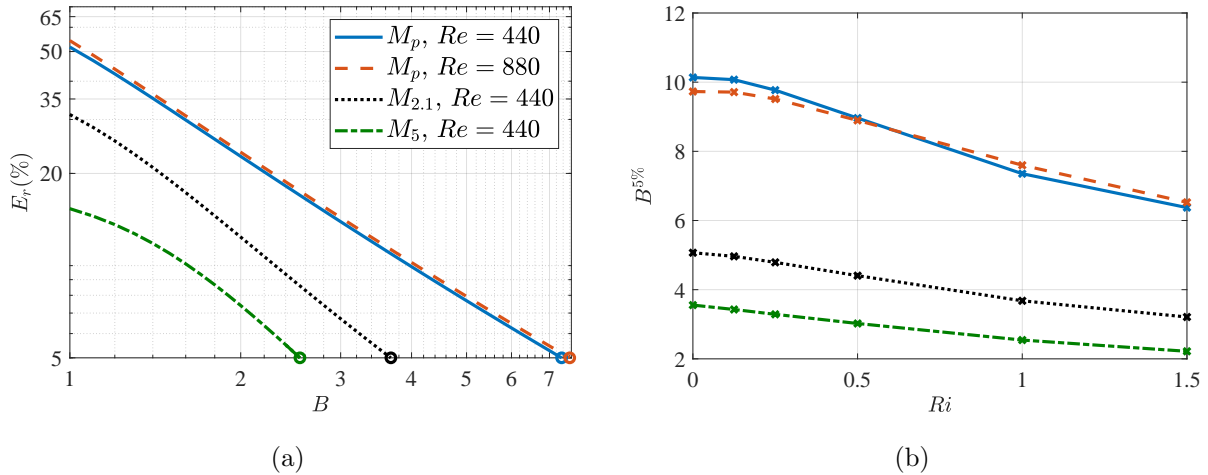 65
50
35
20
5
E_r(%)
1 2 3 4 5 6 7
B
M_p, Re = 440
M_p, Re = 880
M_{2.1}, Re = 440
M_5, Re = 440
(a)
12
10
8
6
4
2
B^{5%}
0 0.5 1 1.5
Ri
(b)